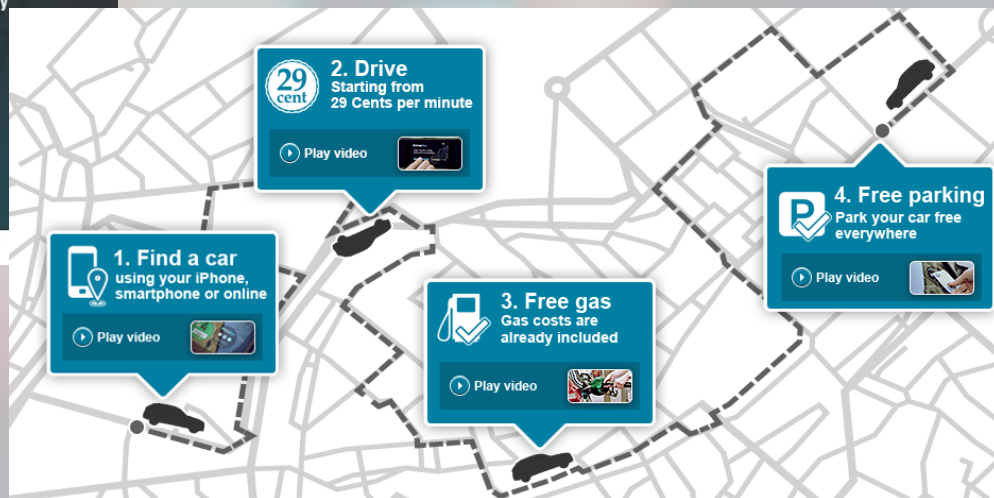 y
1. Find a car
using your iPhone,
smartphone or online
Play video
29
cent
2. Drive
Starting from
29 Cents per minute
Play video
3. Free gas
Gas costs are
already included
Play video
P
4. Free parking
Park your car free
everywhere
Play video